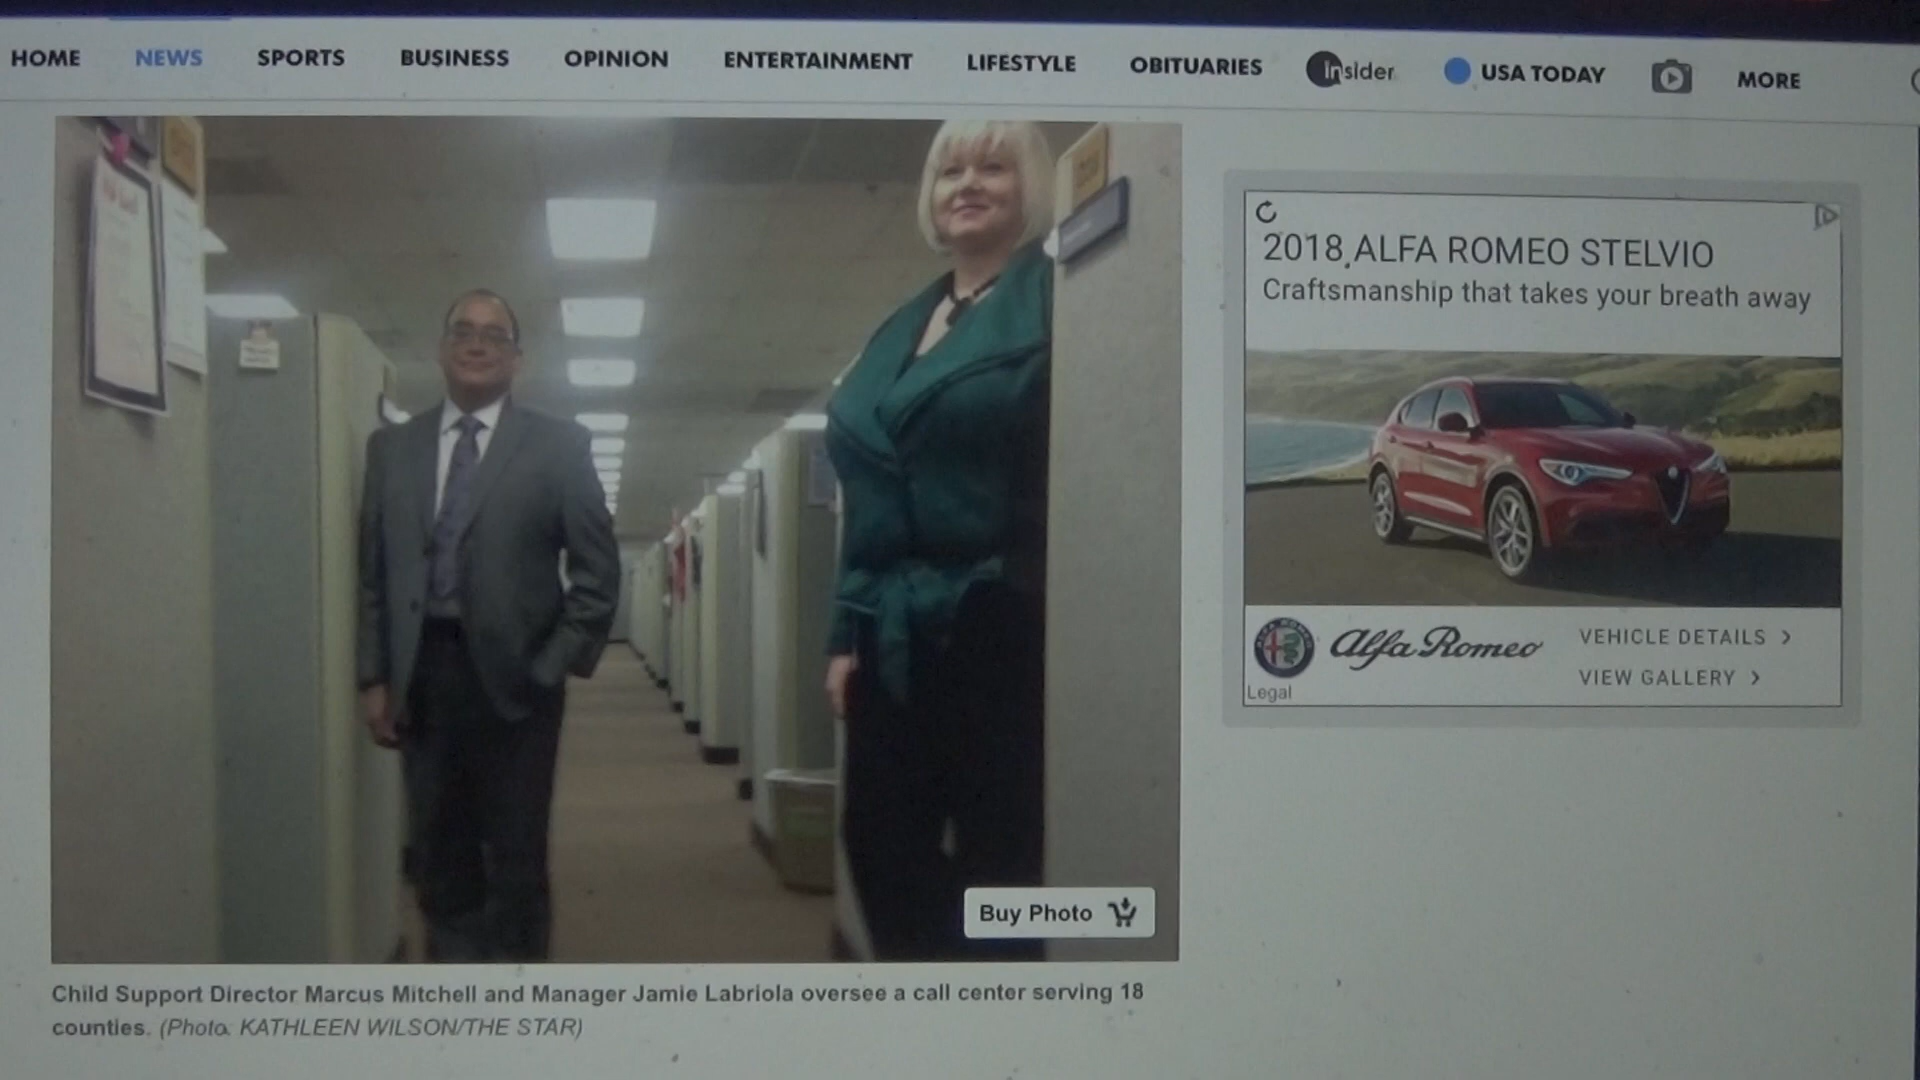 HOME NEWS SPORTS BUSINESS OPINION ENTERTAINMENT LIFESTYLE OBITUARIES insider USA TODAY MORE
2018 ALFA ROMEO STELVIO
Craftsmanship that takes your breath away
Alfa Romeo
VEHICLE DETAILS >
VIEW GALLERY >
Legal
Buy Photo
Child Support Director Marcus Mitchell and Manager Jamie Labriola oversee a call center serving 18
counties. (Photo: KATHLEEN WILSON/THE STAR)